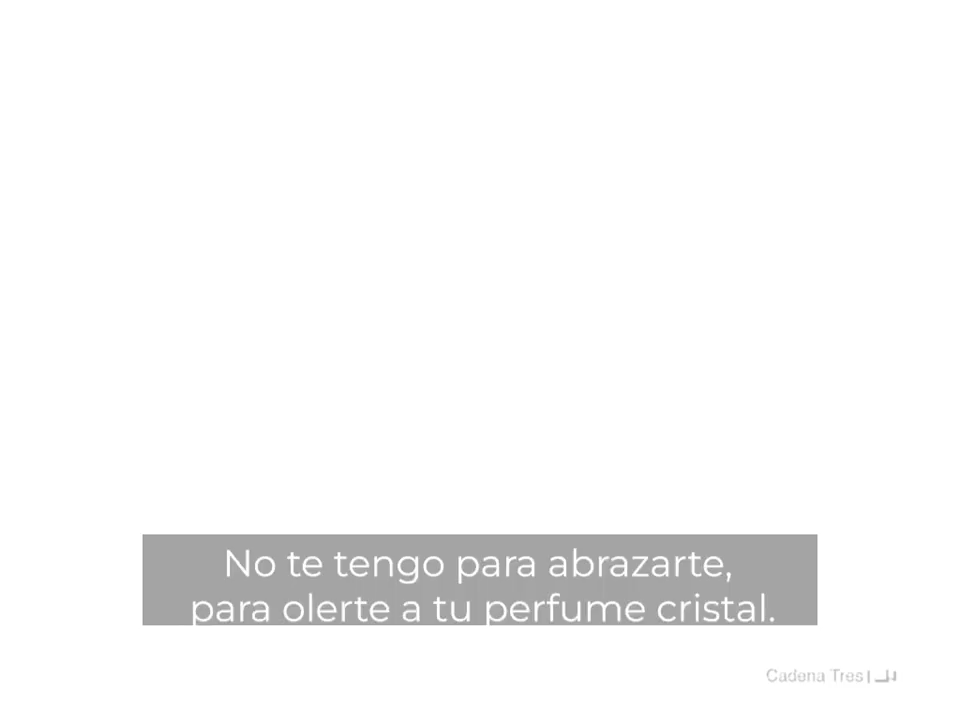 No te tengo para abrazarte,
para olerte a tu perfume cristal.
Cadena Tres |